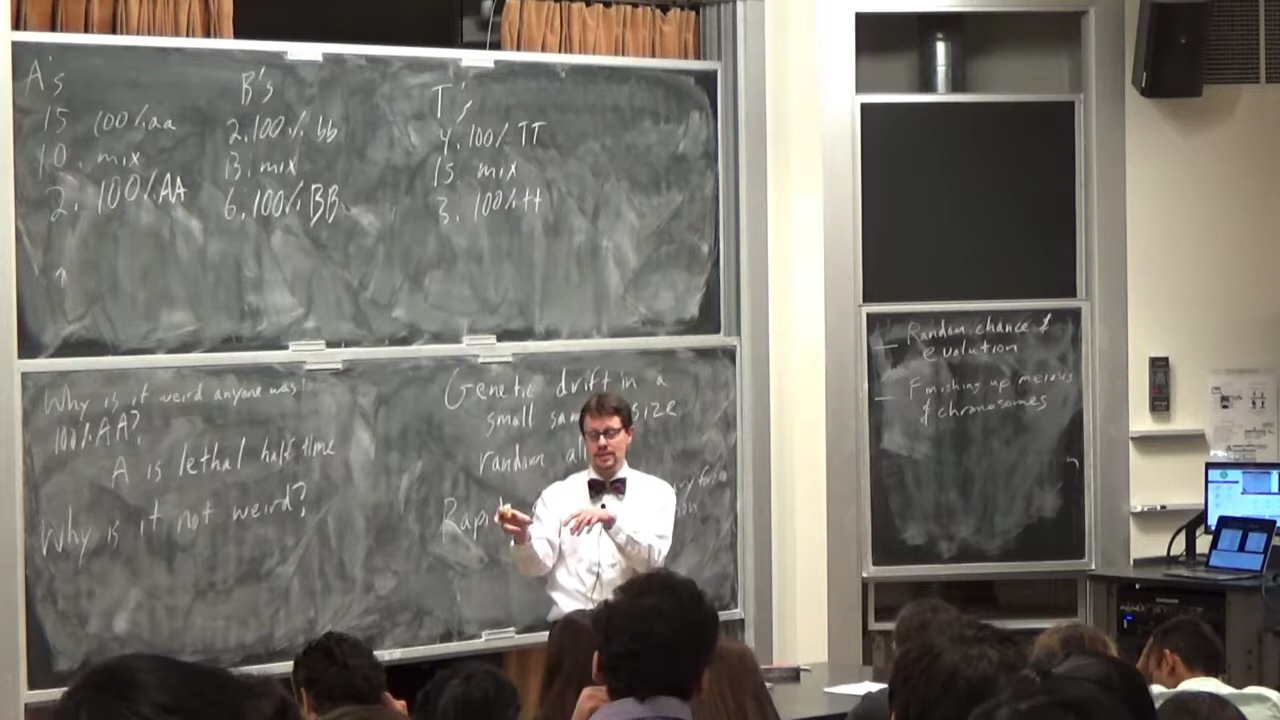 A's
15 100% aa
10. mix
2. 100% AA
↑
B's
2. 100% bb
13. mix
6. 100% BB
T's
4. 100% TT
15. mix
3. 100% tt
Why is it weird anyone was
100% AA?
A is lethal half time
Why is it not weird?
Genetic drift in a
small size
random
- Random chance &
evolution
- Finishing up meiosis
& chromosomes